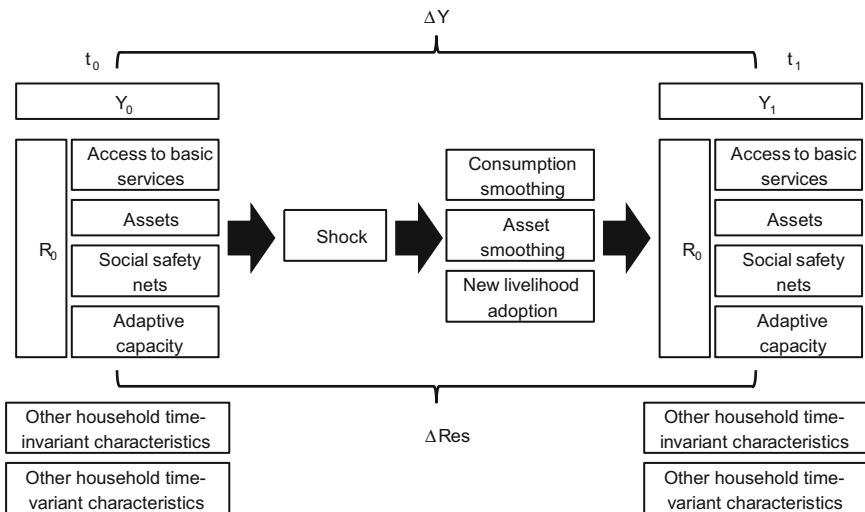 ΔY
t₀
t₁
Y₀
Y₁
R₀
Access to basic
services
Assets
Social safety
nets
Adaptive
capacity
Shock
Consumption
smoothing
Asset
smoothing
New livelihood
adoption
R₀
Access to basic
services
Assets
Social safety
nets
Adaptive
capacity
ΔRes
Other household time-
invariant characteristics
Other household time-
variant characteristics
Other household time-
invariant characteristics
Other household time-
variant characteristics